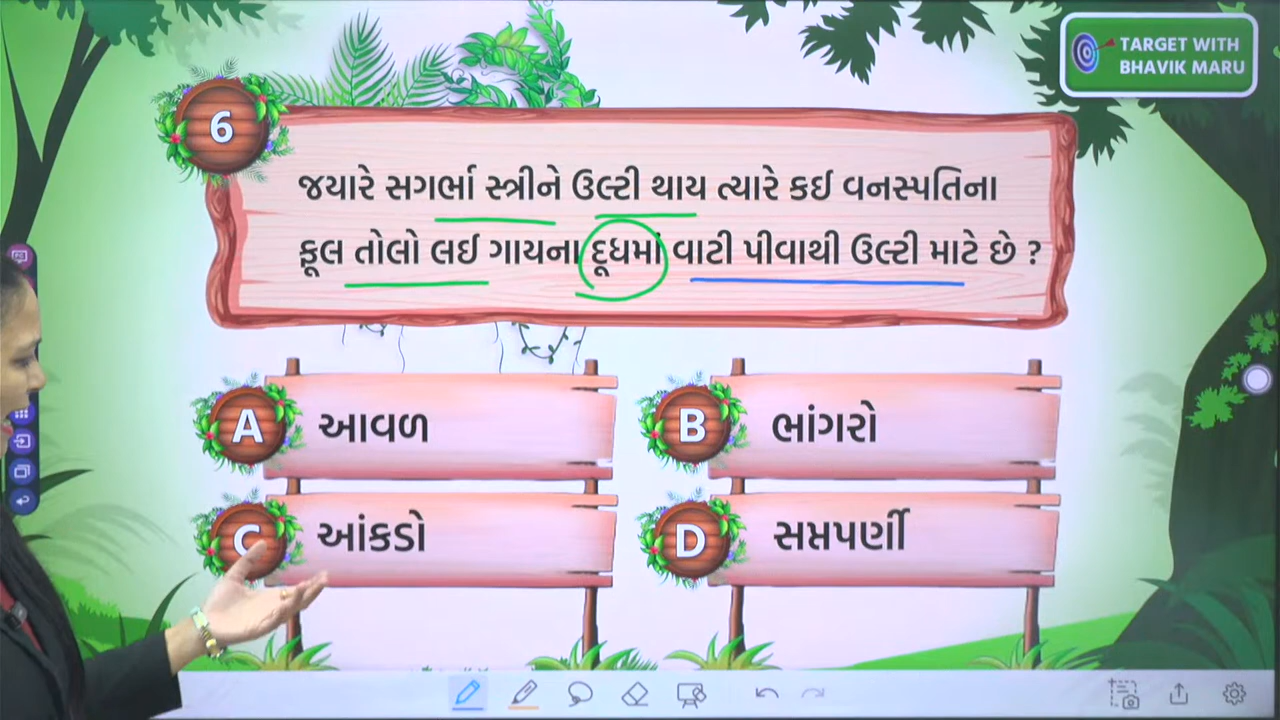 TARGET WITH
BHAVIK MARU
6
જયારે સગર્ભા સ્ત્રીને ઉલ્ટી થાય ત્યારે કઈ વનસ્પતિના
ફૂલ તોલો લઈ ગાયના દૂધમાં વાટી પીવાથી ઉલ્ટી માટે છે ?
A આવળ
B ભાંગરો
C આંકડો
D સપ્તપર્ણી